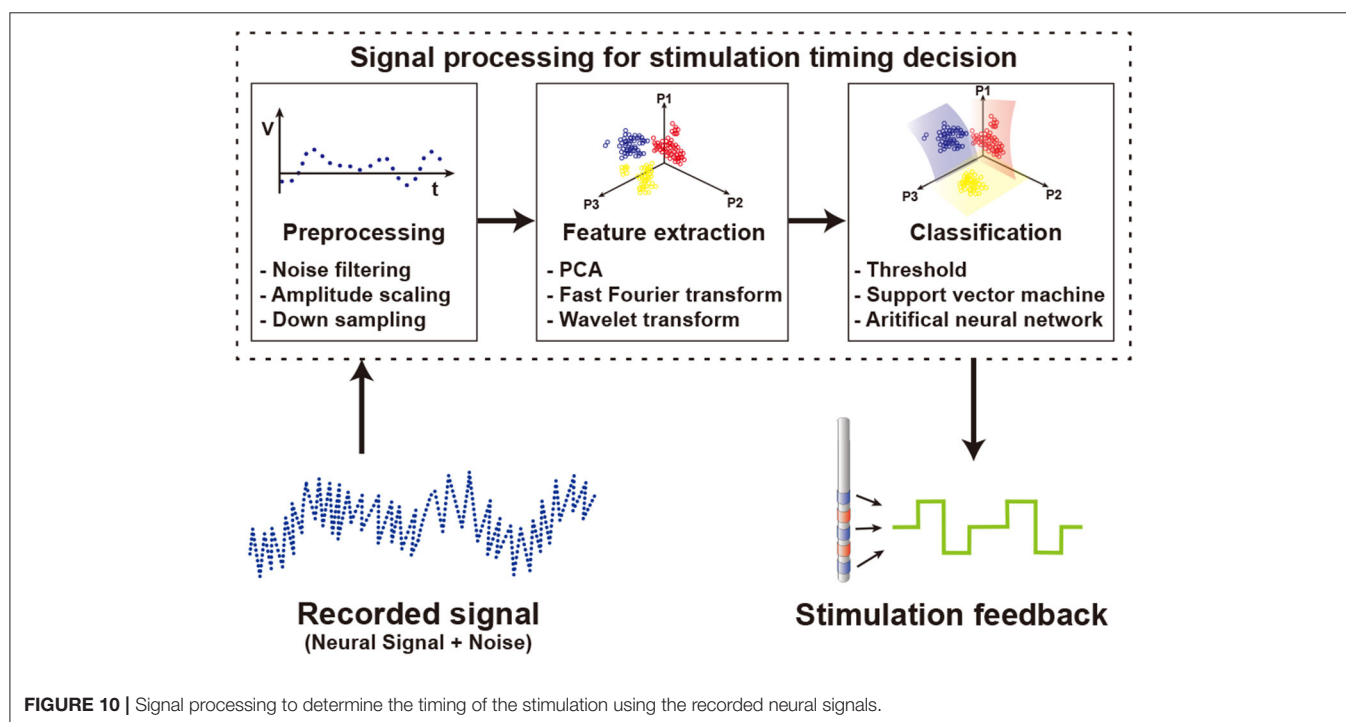 Signal processing for stimulation timing decision
V
t
Preprocessing
- Noise filtering
- Amplitude scaling
- Down sampling
P1
P3
P2
Feature extraction
- PCA
- Fast Fourier transform
- Wavelet transform
P1
P3
P2
Classification
- Threshold
- Support vector machine
- Aritifical neural network
Recorded signal
(Neural Signal + Noise)
Stimulation feedback
FIGURE 10 | Signal processing to determine the timing of the stimulation using the recorded neural signals.